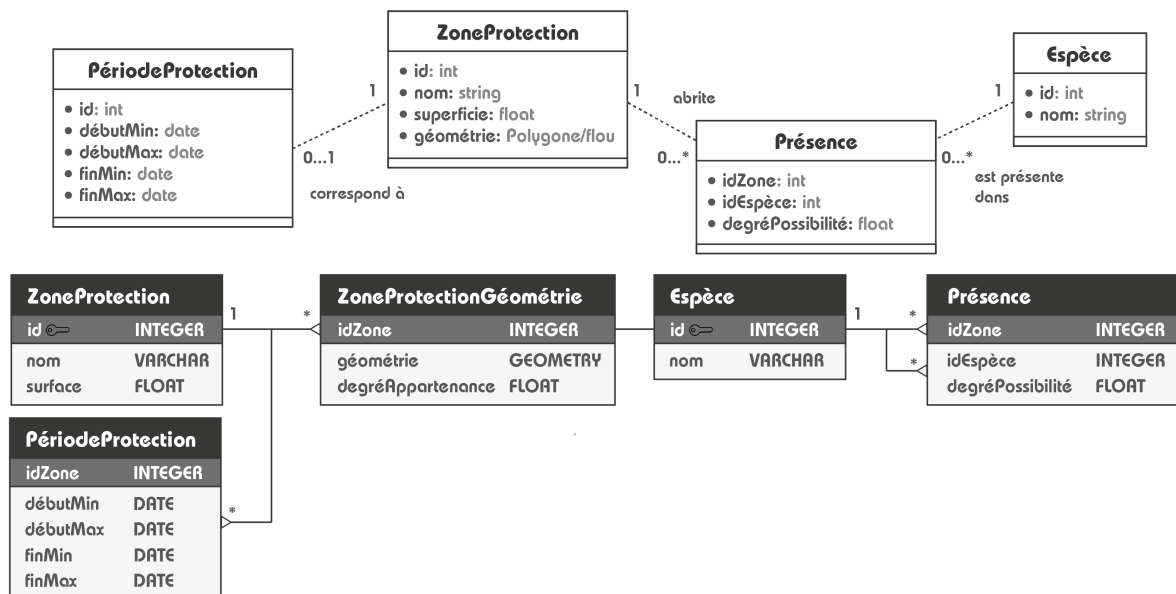 PériodeProtection
• id: int
• débutMin: date
• débutMax: date
• finMin: date
• finMax: date
1
0...1
correspond à
ZoneProtection
• id: int
• nom: string
• superficie: float
• géométrie: Polygone/flou
1
abrite
0...*
Présence
• idZone: int
• idEspèce: int
• degréPossibilité: float
1
0...*
est présente
dans
Espèce
• id: int
• nom: string
ZoneProtection
id INTEGER
nom VARCHAR
surface FLOAT
1
*
ZoneProtectionGéométrie
idZone INTEGER
géométrie GEOMETRY
degréAppartenance FLOAT
Espèce
id INTEGER
nom VARCHAR
1
*
*
Présence
idZone INTEGER
idEspèce INTEGER
degréPossibilité FLOAT
PériodeProtection
idZone INTEGER
débutMin DATE
débutMax DATE
finMin DATE
finMax DATE
*